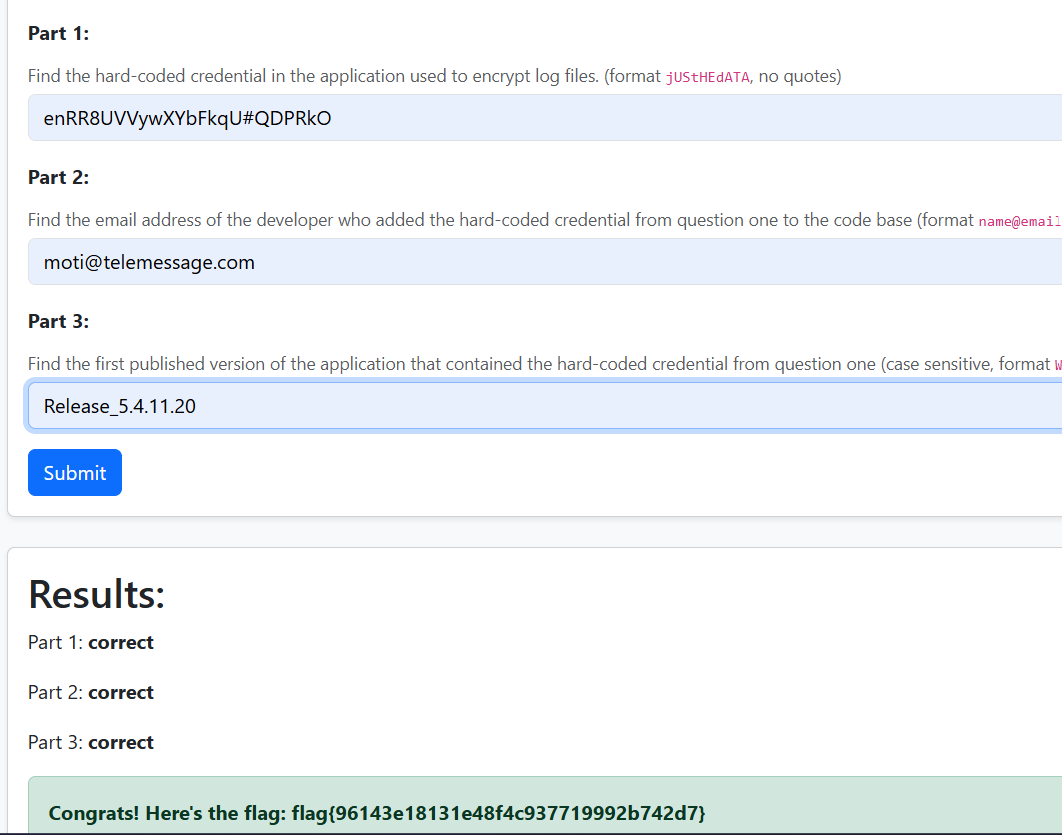 Part 1:
Find the hard-coded credential in the application used to encrypt log files. (format jUStHEdATA, no quotes)
enRR8UVVywXYbFkqU#QDPRkO
Part 2:
Find the email address of the developer who added the hard-coded credential from question one to the code base (format name@email
moti@telemessage.com
Part 3:
Find the first published version of the application that contained the hard-coded credential from question one (case sensitive, format W
Release_5.4.11.20
Submit
Results:
Part 1: correct
Part 2: correct
Part 3: correct
Congrats! Here's the flag: flag{96143e18131e48f4c937719992b742d7}